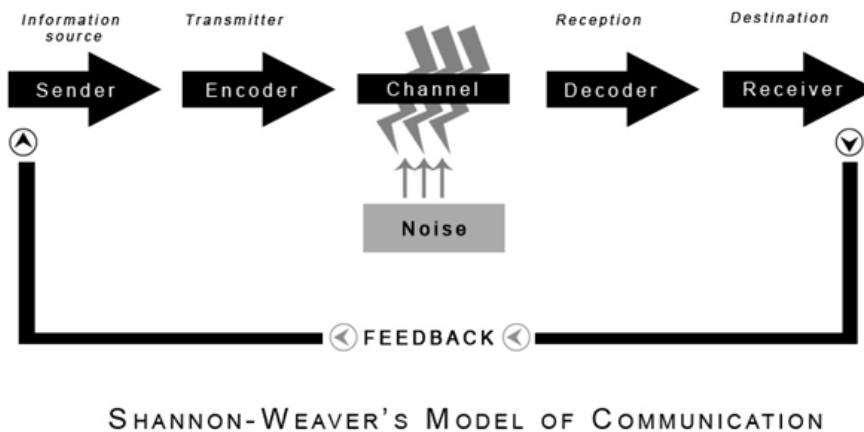 Information
source
Transmitter
Reception
Destination
Sender
Encoder
Channel
Decoder
Receiver
Noise
FEEDBACK
SHANNON-WEAVER'S MODEL OF COMMUNICATION